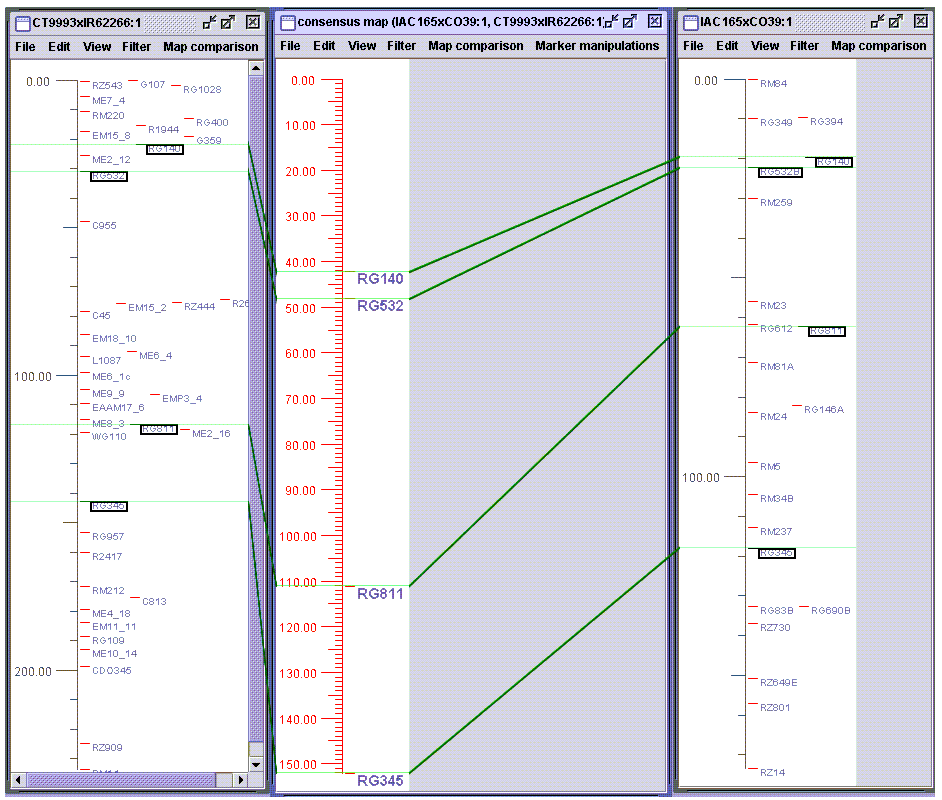 CT9993xIR62266:1
File Edit View Filter Map comparison
0.00
RZ543 G107
RG1028
ME7_4
RM220
RG400
R1944
EM15_8
G359
RG140
ME2_12
RG532
C955
EM15_2 RZ444 R26
C45
EM18_10
ME6_4
L1087
100.00 ME6_1c
ME9_9
EMP3_4
EAAM17_6
ME8_3
RG811 ME2_16
WG110
RG345
RG957
R2417
RM212
C813
ME4_18
EM11_11
RG109
ME10_14
200.00 CDO345
RZ909
consensus map (IAC165xCO39:1, CT9993xIR62266:1)
File Edit View Filter Map comparison Marker manipulations
0.00
10.00
20.00
30.00
40.00
RG140
50.00 RG532
60.00
70.00
80.00
90.00
100.00
110.00
RG811
120.00
130.00
140.00
150.00
RG345
IAC165xCO39:1
File Edit View Filter Map comparison
0.00 RM84
RG349 RG394
RG140
RG532B
RM259
RM23
RG612 RG811
RM81A
RG146A
RM24
RM5
100.00
RM34B
RM237
RG345
RG83B RG690B
RZ730
RZ649E
RZ801
RZ14